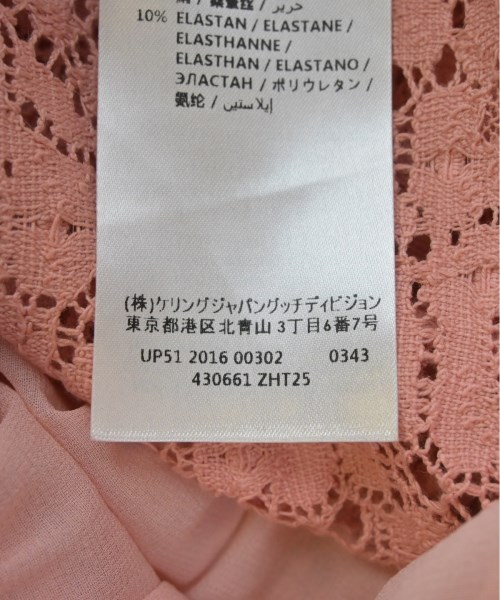 10% ELASTAN / ELASTANE /
ELASTHANNE /
ELASTHAN / ELASTANO /
ЭЛАСТАН / ポリウレタン /
氨纶 / إيلاستين
(株)ケリングジャパングッチディビジョン
東京都港区北青山3丁目6番7号
UP51 2016 00302 0343
430661 ZHT25